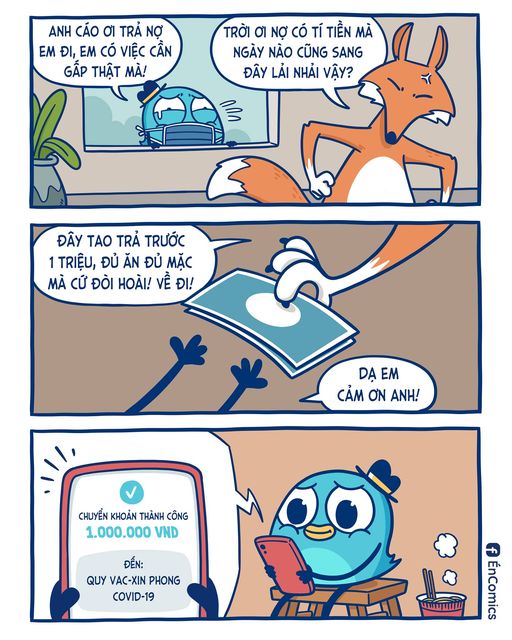 ANH CÁO ƠI TRẢ NỢ
EM ĐI, EM CÓ VIỆC CẦN
GẤP THẬT MÀ!
TRỜI ƠI NỢ CÓ TÍ TIỀN MÀ
NGÀY NÀO CŨNG SANG
ĐÂY LẢI NHẢI VẬY?
ĐÂY TAO TRẢ TRƯỚC
1 TRIỆU, ĐỦ ĂN ĐỦ MẶC
MÀ CỨ ĐÒI HOÀI! VỀ ĐI!
DẠ EM
CẢM ƠN ANH!
CHUYỂN KHOẢN THÀNH CÔNG
1.000.000 VND
ĐẾN:
QUY VAC-XIN PHONG
COVID-19
ÉnComics